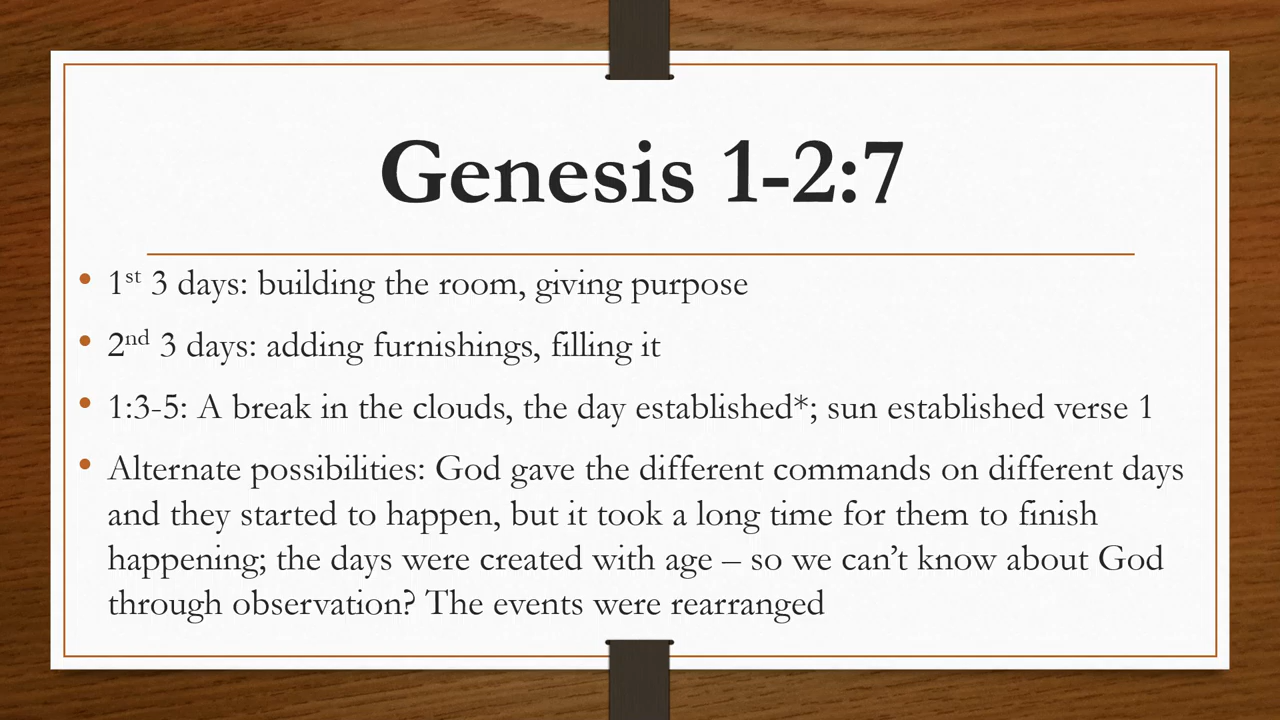 Genesis 1-2:7
• 1st 3 days: building the room, giving purpose
• 2nd 3 days: adding furnishings, filling it
• 1:3-5: A break in the clouds, the day established*; sun established verse 1
• Alternate possibilities: God gave the different commands on different days
and they started to happen, but it took a long time for them to finish
happening; the days were created with age – so we can’t know about God
through observation? The events were rearranged